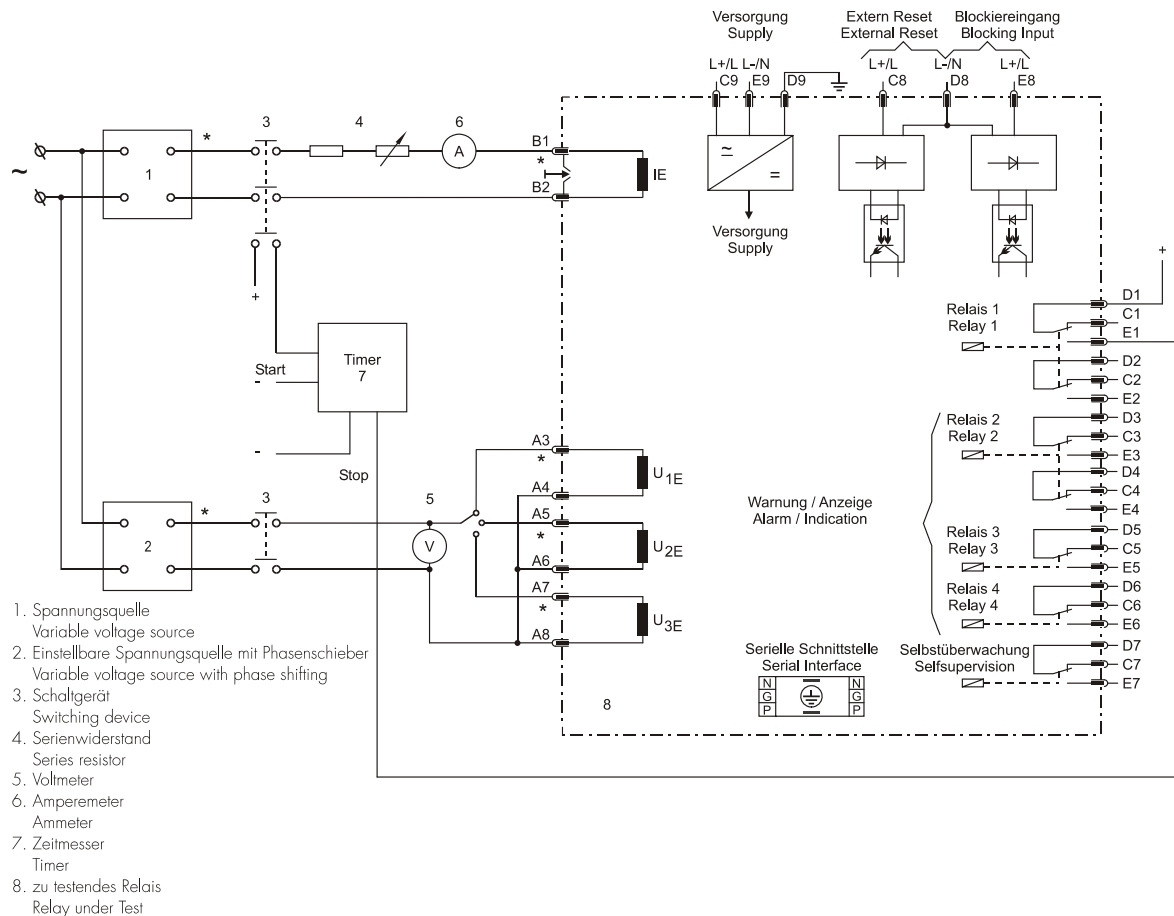 Versorgung
Supply
Extern Reset
External Reset
Blockiereingang
Blocking Input
L+/L L-/N
C9 E9 D9
L+/L L-/N L+/L
C8 D8 E8
~
1
*
3
4
6
A
B1
*
B2
IE
≃
=
Versorgung
Supply
+
Timer
7
Start
-
-
Stop
+
Relais 1
Relay 1
D1
C1
E1
D2
C2
E2
Relais 2
Relay 2
D3
C3
E3
D4
C4
E4
Relais 3
Relay 3
D5
C5
E5
Relais 4
Relay 4
D6
C6
E6
Selbstüberwachung
Selfsupervision
D7
C7
E7
Warnung / Anzeige
Alarm / Indication
2
*
3
5
V
A3
*
A4
U1E
A5
*
A6
U2E
A7
*
A8
U3E
Serielle Schnittstelle
Serial Interface
N N
G G
P P
8
1. Spannungsquelle
Variable voltage source
2. Einstellbare Spannungsquelle mit Phasenschieber
Variable voltage source with phase shifting
3. Schaltgerät
Switching device
4. Serienwiderstand
Series resistor
5. Voltmeter
6. Amperemeter
Ammeter
7. Zeitmesser
Timer
8. zu testendes Relais
Relay under Test